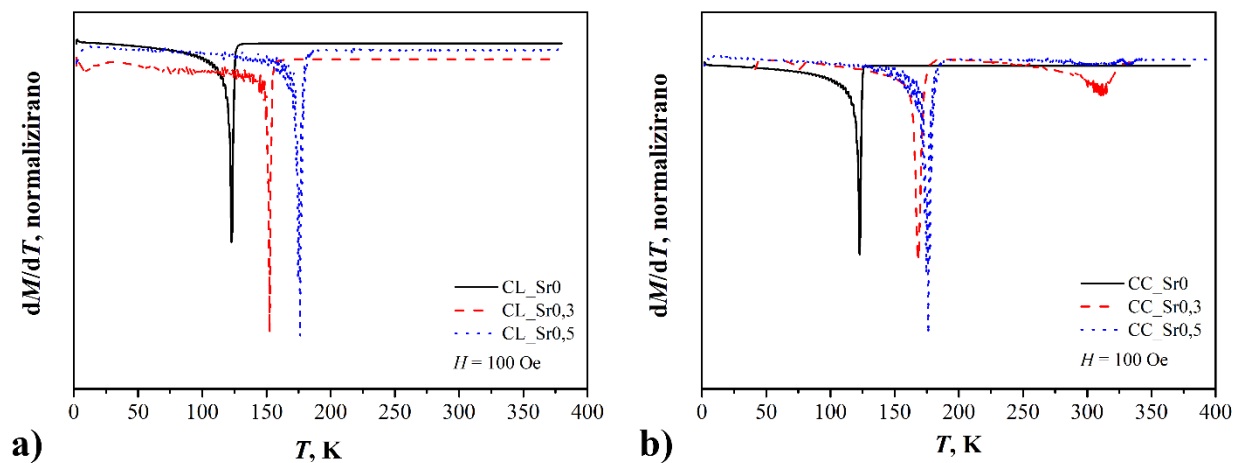 dM/dT, normalizirano
CL_Sr0
CL_Sr0,3
CL_Sr0,5
H = 100 Oe
0 50 100 150 200 250 300 350 400
a)
T, K
dM/dT, normalizirano
CC_Sr0
CC_Sr0,3
CC_Sr0,5
H = 100 Oe
0 50 100 150 200 250 300 350 400
b)
T, K